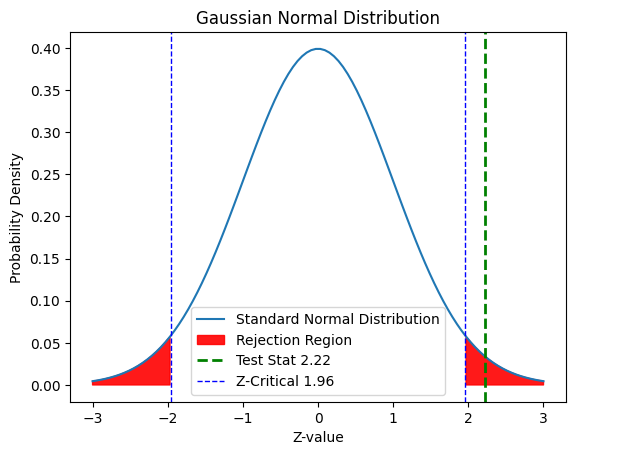 Gaussian Normal Distribution
Probability Density
0.40
0.35
0.30
0.25
0.20
0.15
0.10
0.05
0.00
Standard Normal Distribution
Rejection Region
Test Stat 2.22
Z-Critical 1.96
−3 −2 −1 0 1 2 3
Z-value